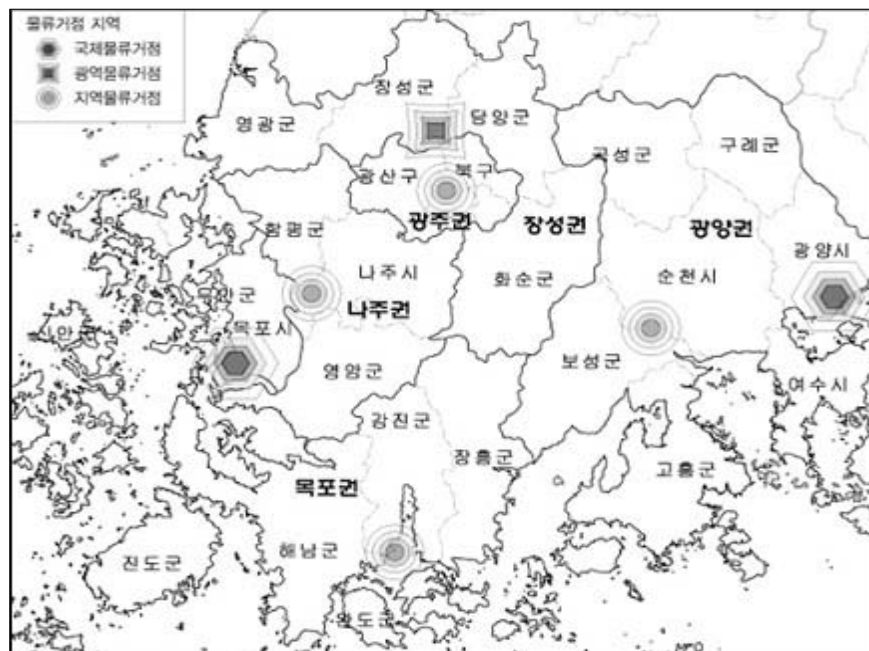 물류거점 지역
국제물류거점
광역물류거점
지역물류거점
장성군
담양군
영광군
곡성군
구례군
광산구
북구
함평군
광주권
장성권
광양권
광양시
나주시
화순군
순천시
무안군
나주권
신안군
목포시
영암군
보성군
여수시
강진군
장흥군
고흥군
목포권
해남군
진도군
완도군